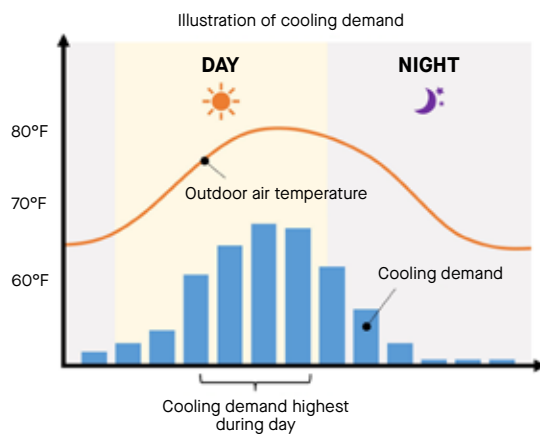 Illustration of cooling demand
DAY
NIGHT
80°F
Outdoor air temperature
70°F
60°F
Cooling demand
Cooling demand highest
during day